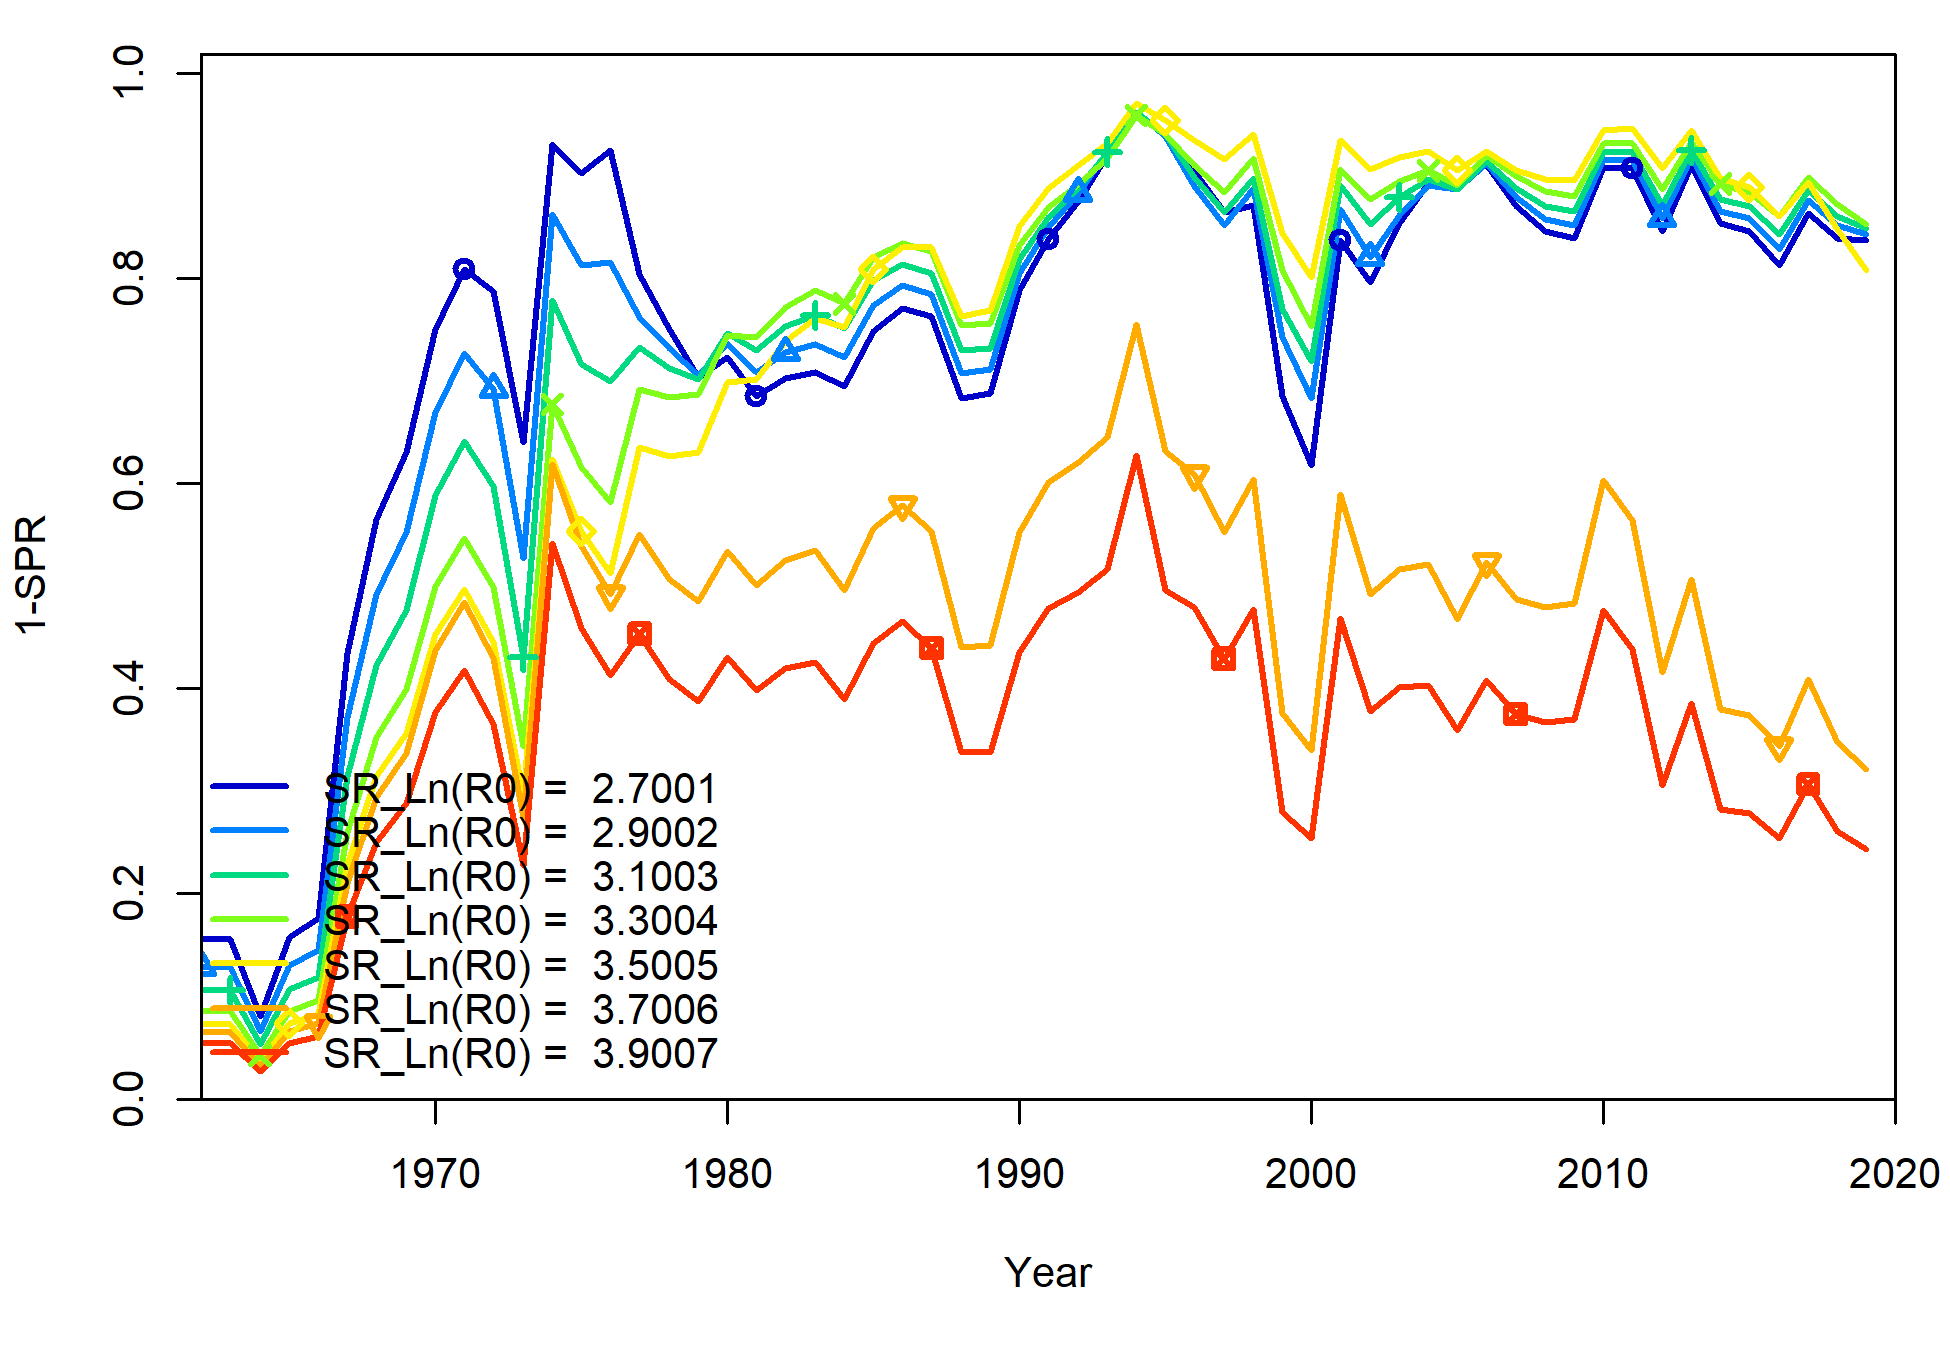 1-SPR
1.0
0.8
0.6
0.4
0.2
0.0
SR_Ln(R0) = 2.7001
SR_Ln(R0) = 2.9002
SR_Ln(R0) = 3.1003
SR_Ln(R0) = 3.3004
SR_Ln(R0) = 3.5005
SR_Ln(R0) = 3.7006
SR_Ln(R0) = 3.9007
1970 1980 1990 2000 2010 2020
Year